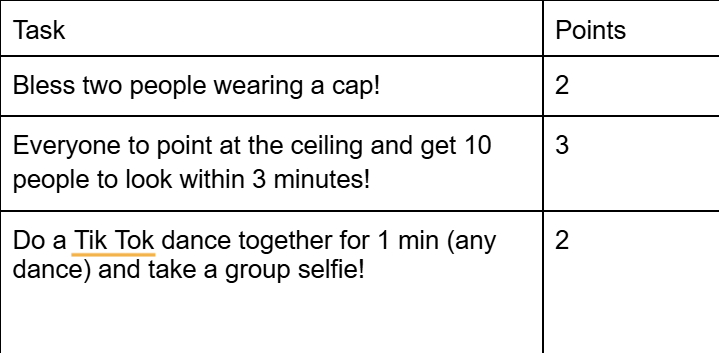 Task Points
Bless two people wearing a cap! 2
Everyone to point at the ceiling and get 10 3
people to look within 3 minutes!
Do a Tik Tok dance together for 1 min (any 2
dance) and take a group selfie!